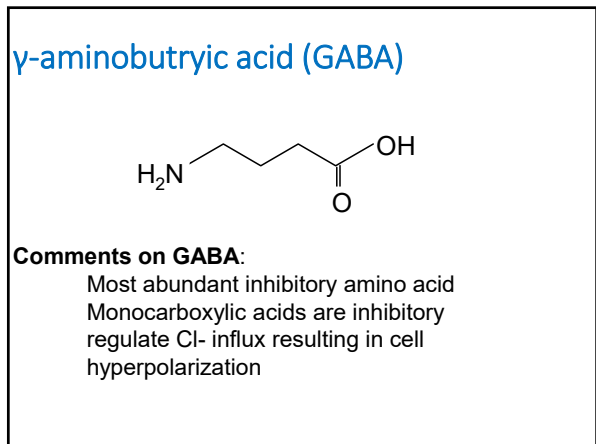 γ-aminobutryic acid (GABA)
H₂N
OH
O
Comments on GABA:
Most abundant inhibitory amino acid
Monocarboxylic acids are inhibitory
regulate Cl- influx resulting in cell
hyperpolarization